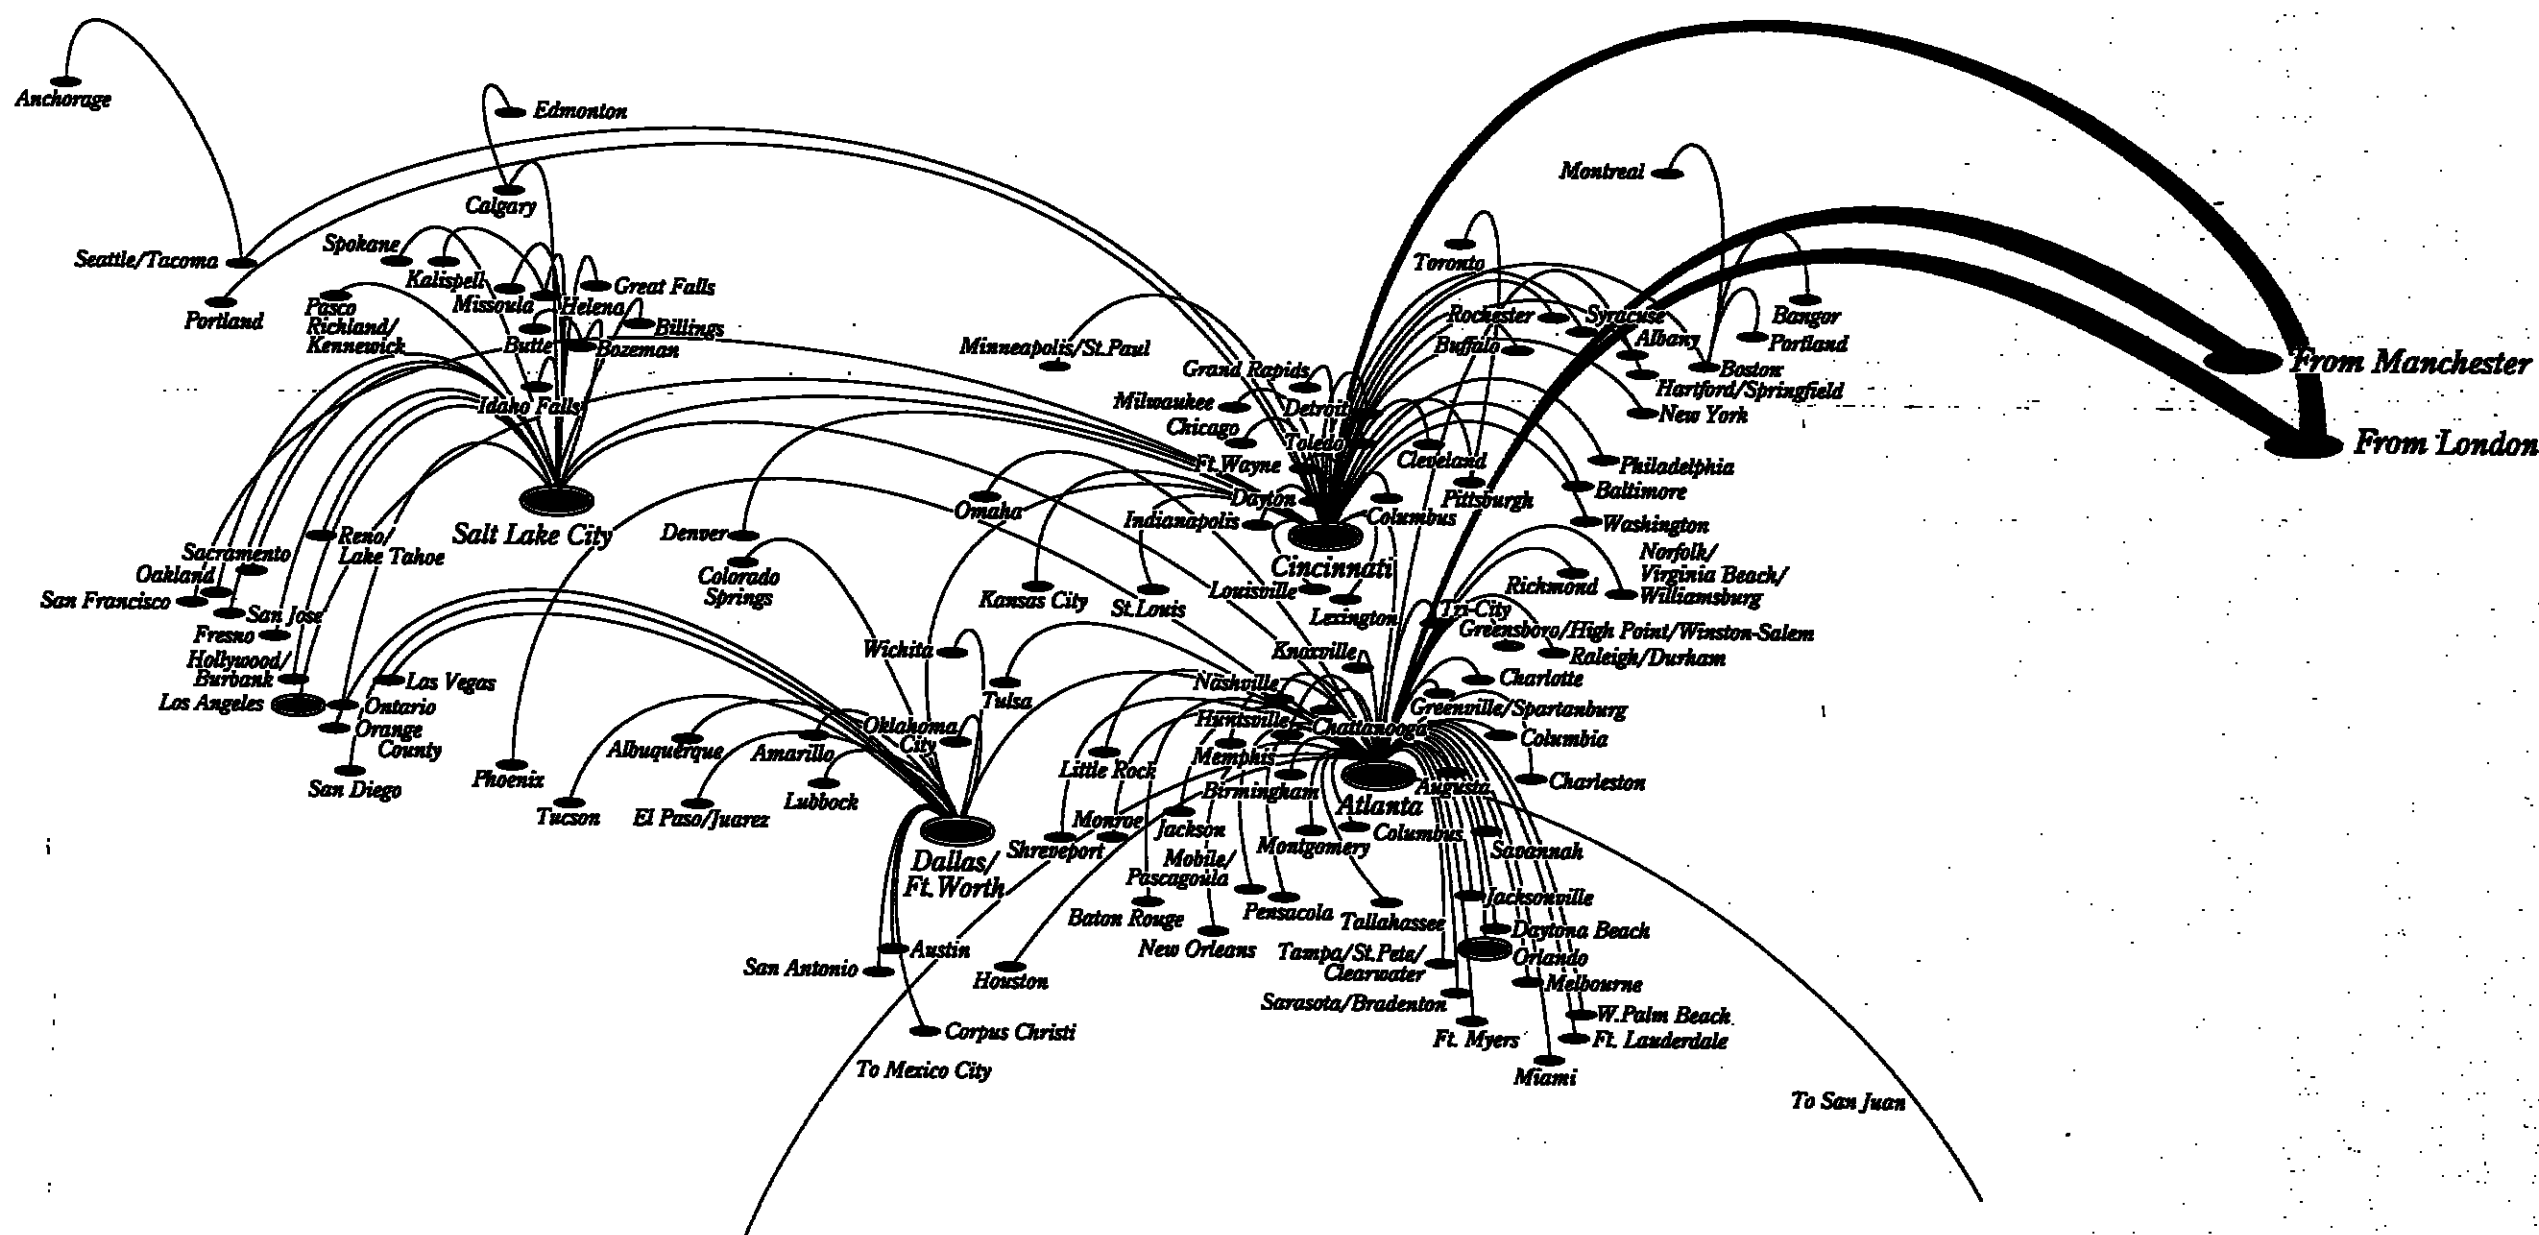 Anchorage
Edmonton
Calgary
Montreal
Seattle/Tacoma
Spokane
Toronto
Kalispell
Great Falls
Portland
Pasco
Richland/
Kennewick
Missoula
Helena
Billings
Butte
Bozeman
Idaho Falls
Minneapolis/St.Paul
Grand Rapids
Milwaukee
Detroit
Chicago
Toledo
Ft.Wayne
Cleveland
Dayton
Pittsburgh
Indianapolis
Columbus
Rochester
Syracuse
Buffalo
Albany
Bangor
Portland
Boston
Hartford/Springfield
New York
From Manchester
From London
Philadelphia
Baltimore
Washington
Salt Lake City
Reno/
Lake Tahoe
Sacramento
Oakland
San Francisco
San Jose
Fresno
Hollywood/
Burbank
Los Angeles
Las Vegas
Ontario
Orange
County
San Diego
Phoenix
Denver
Colorado
Springs
Omaha
Kansas City
St.Louis
Cincinnati
Louisville
Lexington
Richmond
Norfolk/
Virginia Beach/
Williamsburg
Tri-City
Greensboro/High Point/Winston-Salem
Raleigh/Durham
Knoxville
Wichita
Tulsa
Nashville
Charlotte
Greenville/Spartanburg
Huntsville
Chattanooga
Columbia
Oklahoma
City
Albuquerque
Amarillo
Lubbock
Tucson
El Paso/Juarez
Little Rock
Memphis
Birmingham
Atlanta
Augusta
Charleston
Dallas/
Ft.Worth
Shreveport
Monroe
Jackson
Montgomery
Columbus
Savannah
Mobile/
Pascagoula
Baton Rouge
New Orleans
Pensacola
Tallahassee
Jacksonville
Daytona Beach
Orlando
Tampa/St.Pete/
Clearwater
Melbourne
Sarasota/Bradenton
W.Palm Beach
Ft. Myers
Ft. Lauderdale
Miami
Austin
San Antonio
Houston
Corpus Christi
To Mexico City
To San Juan